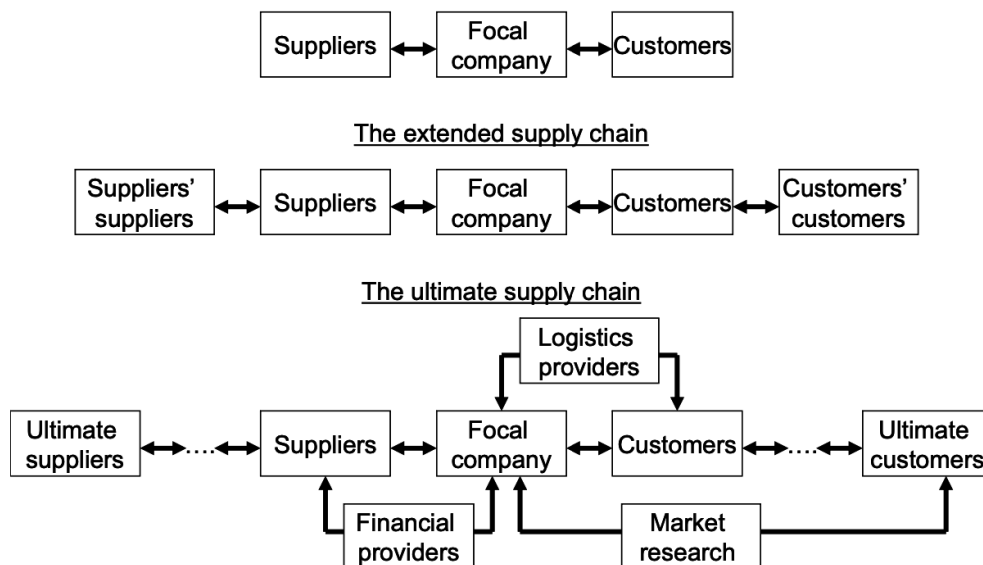 Suppliers
Focal
company
Customers
The extended supply chain
Suppliers'
suppliers
Suppliers
Focal
company
Customers
Customers'
customers
The ultimate supply chain
Logistics
providers
Ultimate
suppliers
....
Suppliers
Focal
company
Customers
....
Ultimate
customers
Financial
providers
Market
research